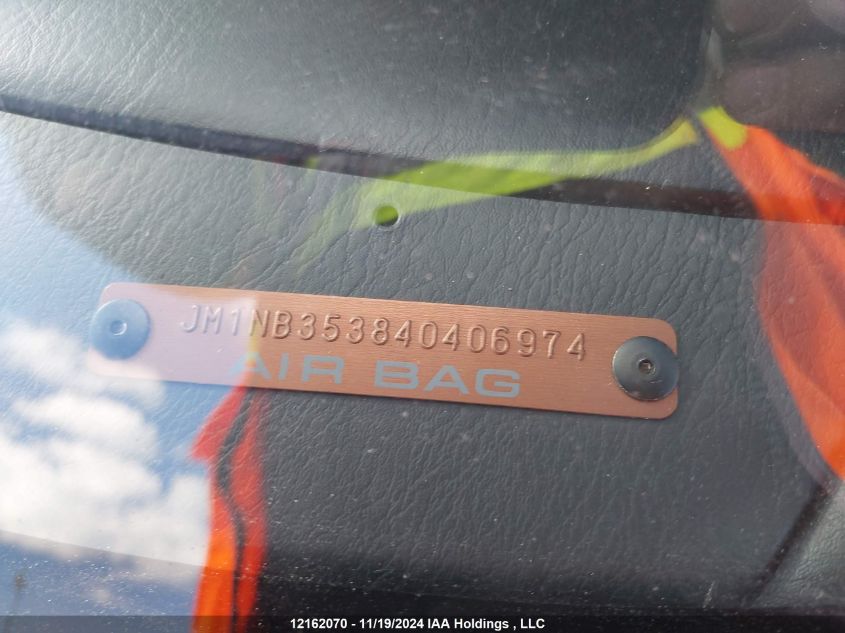 JM1NB353840406974
AIR BAG
12162070 - 11/19/2024 IAA Holdings , LLC